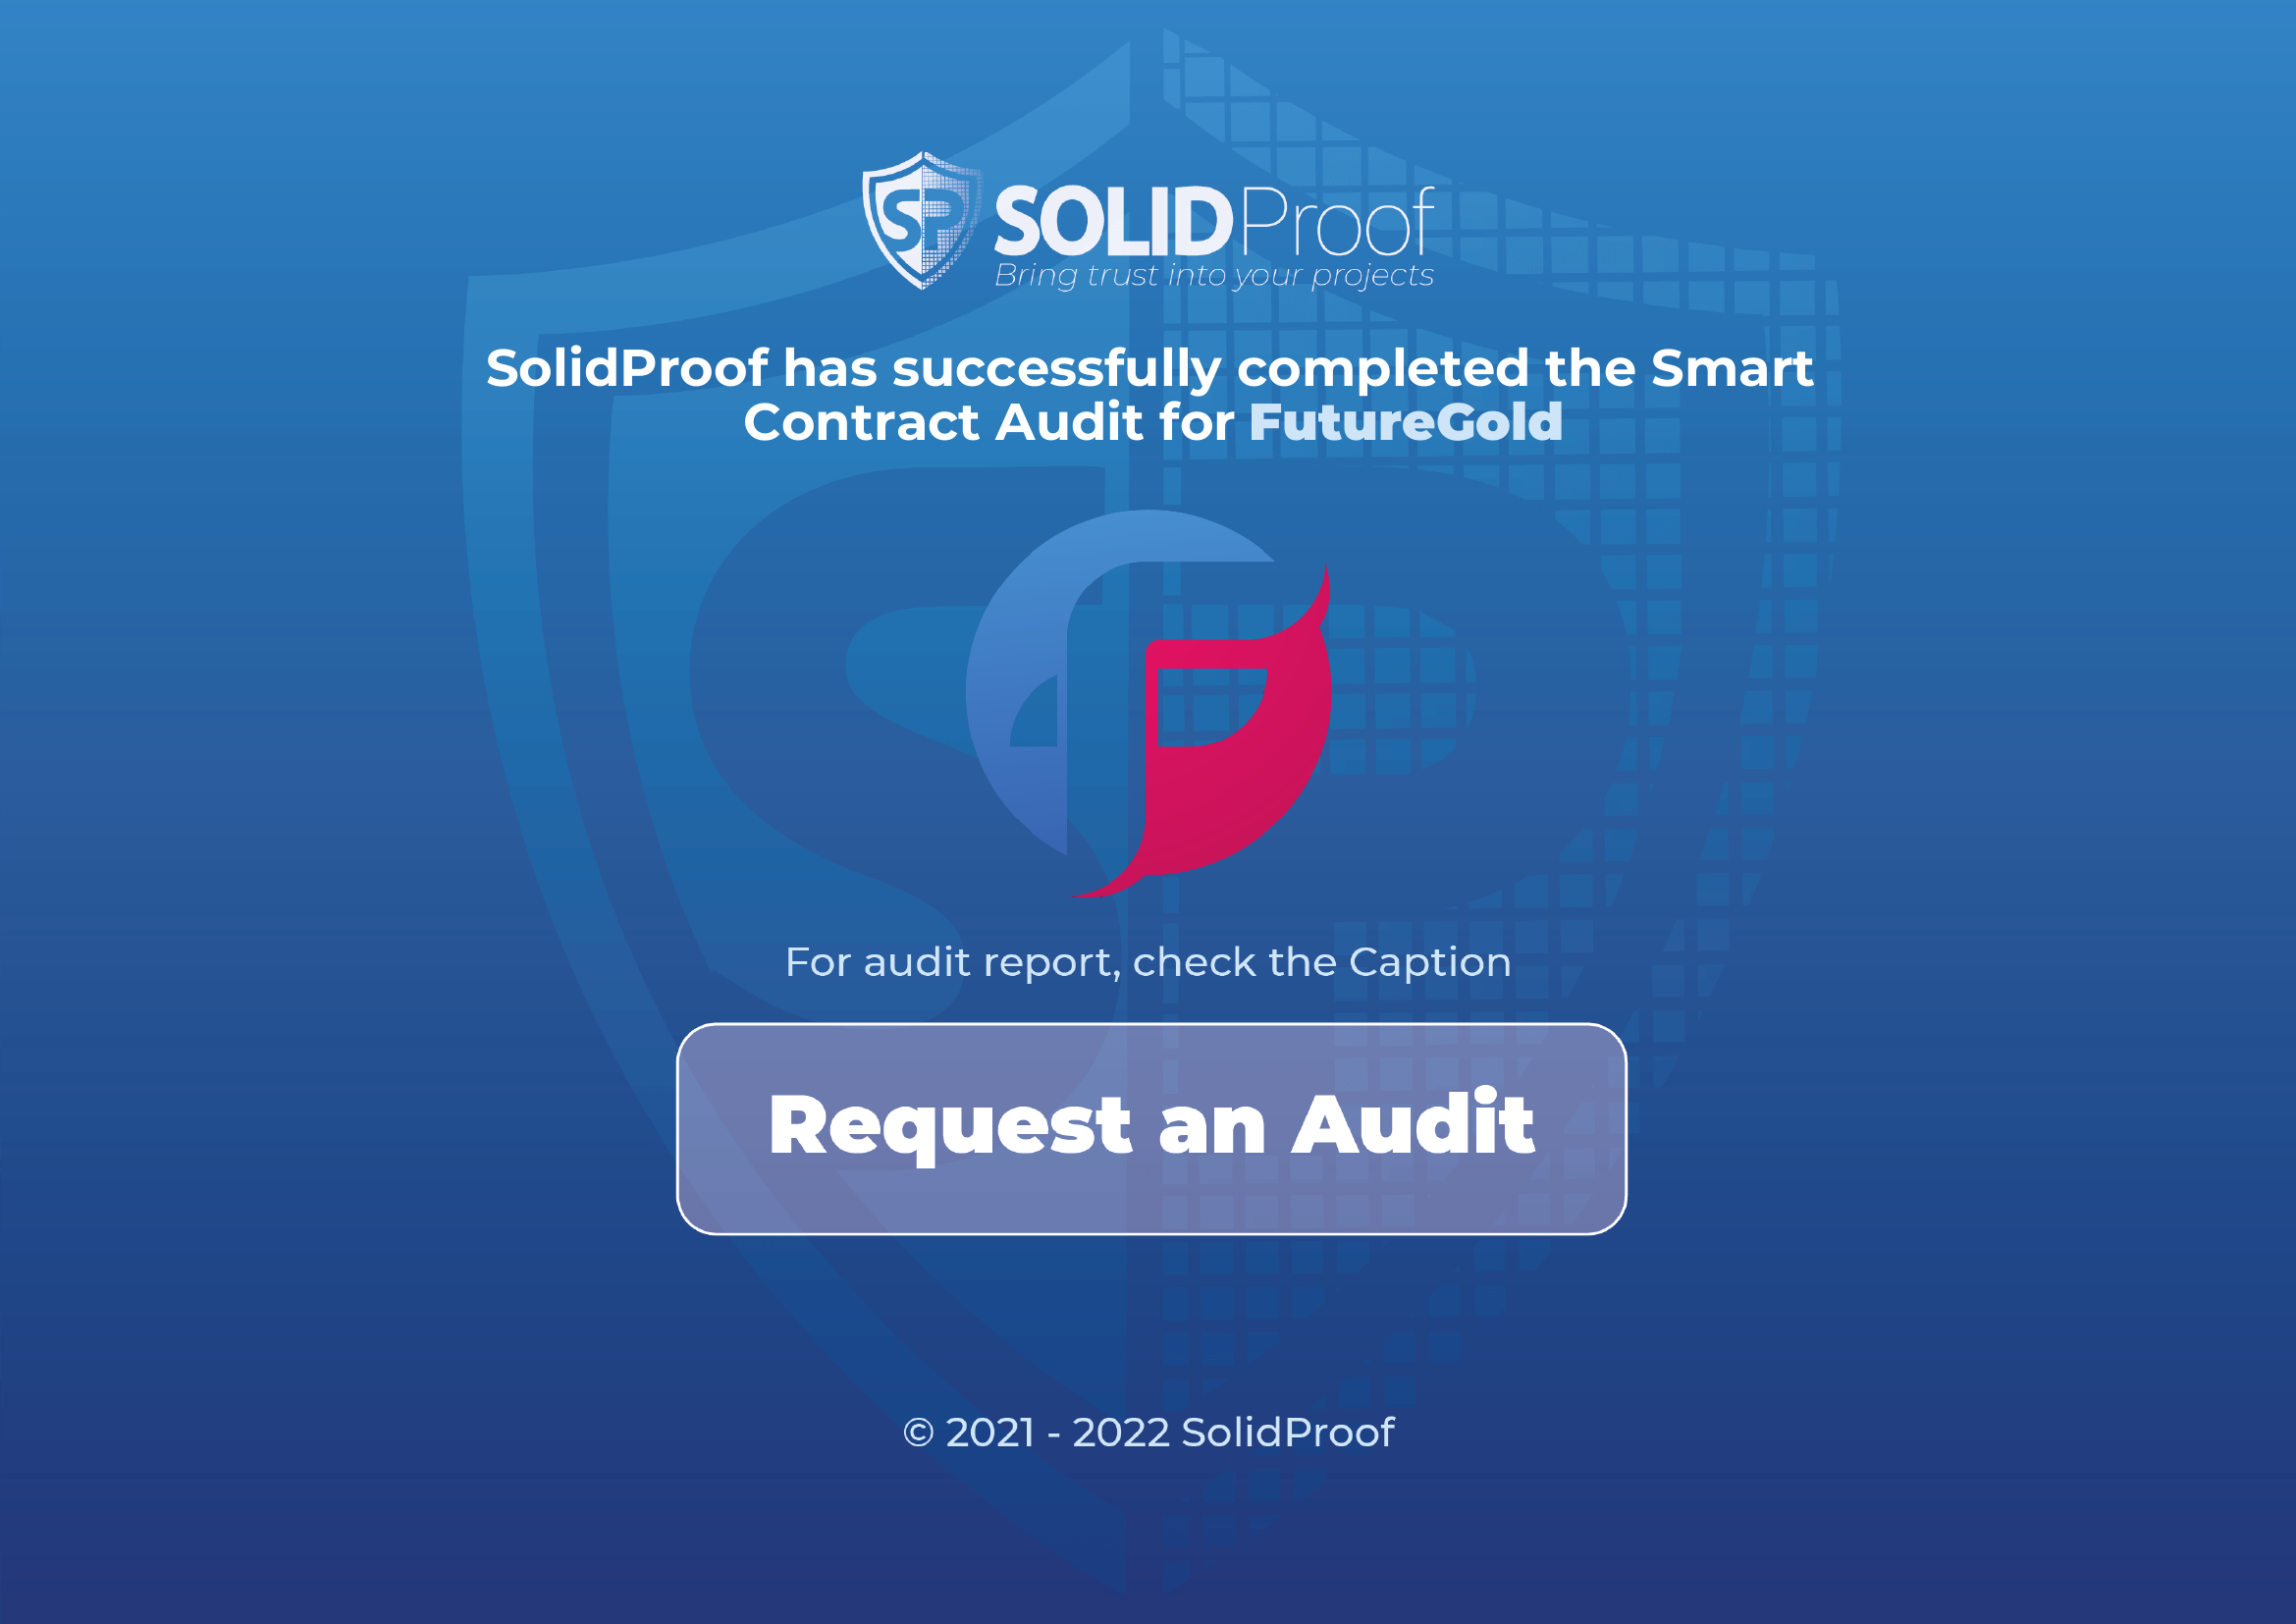 SP SOLIDProof
Bring trust into your projects
SolidProof has successfully completed the Smart
Contract Audit for FutureGold
For audit report, check the Caption
Request an Audit
© 2021 - 2022 SolidProof